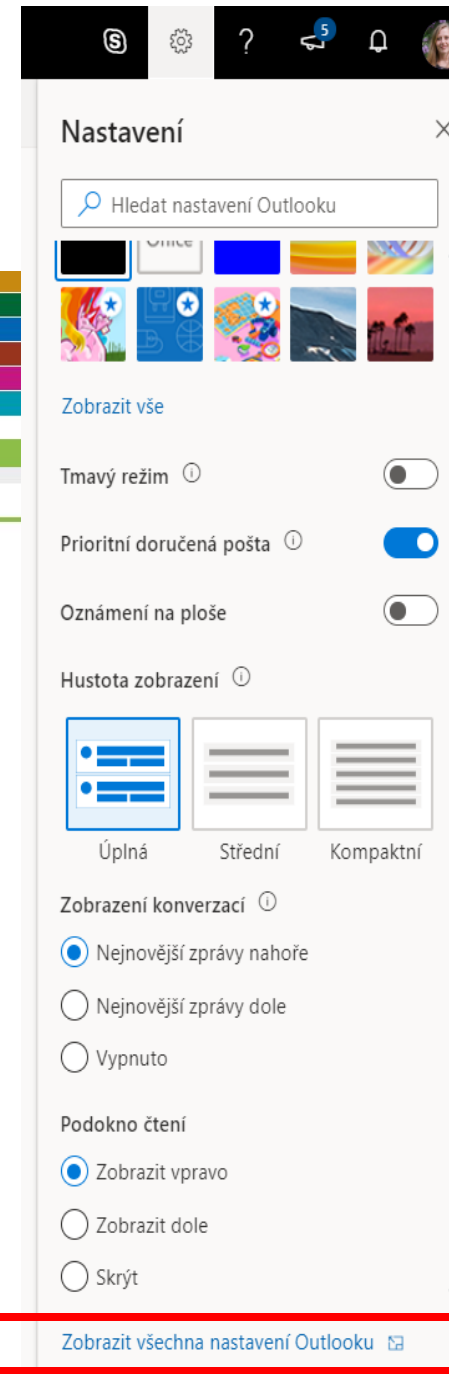 5
Nastavení
Hledat nastavení Outlooku
Office
Zobrazit vše
Tmavý režim
Prioritní doručená pošta
Oznámení na ploše
Hustota zobrazení
Úplná Střední Kompaktní
Zobrazení konverzací
Nejnovější zprávy nahoře
Nejnovější zprávy dole
Vypnuto
Podokno čtení
Zobrazit vpravo
Zobrazit dole
Skrýt
Zobrazit všechna nastavení Outlooku